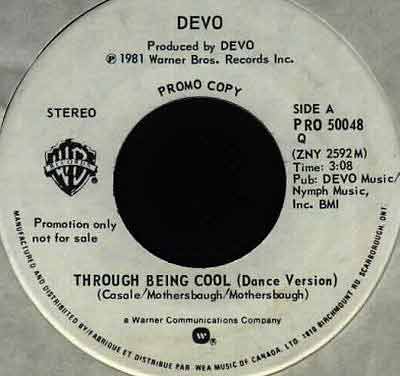 DEVO
Produced by DEVO
℗ 1981 Warner Bros. Records Inc.
PROMO COPY
STEREO
SIDE A
PRO 50048
Q
(ZNY 2592M)
Time: 3:08
Pub: DEVO Music/
Nymph Music,
Inc. BMI
WB
Promotion only
not for sale
THROUGH BEING COOL (Dance Version)
(Casale/Mothersbaugh/Mothersbaugh)
a Warner Communications Company
W ®
MANUFACTURED AND DISTRIBUTED BY/FABRIQUE ET DISTRIBUÉ PAR. WEA MUSIC OF CANADA, LTD. 1810 BIRCHMOUNT RD. SCARBOROUGH, ONT.